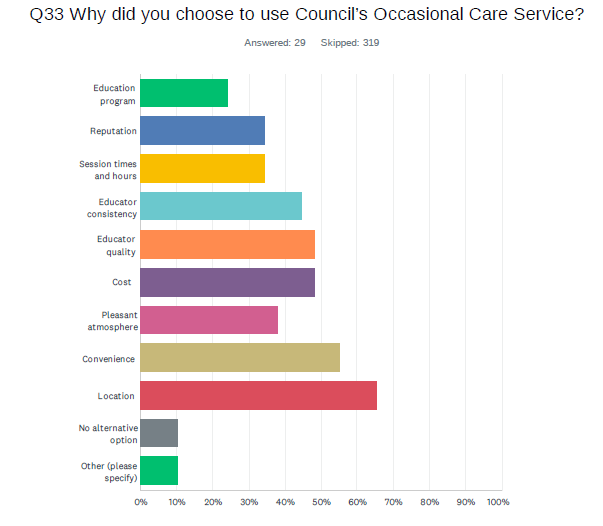 Q33 Why did you choose to use Council's Occasional Care Service?
Answered: 29 Skipped: 319
Education
program
Reputation
Session times
and hours
Educator
consistency
Educator
quality
Cost
Pleasant
atmosphere
Convenience
Location
No alternative
option
Other (please
specify)
0% 10% 20% 30% 40% 50% 60% 70% 80% 90% 100%